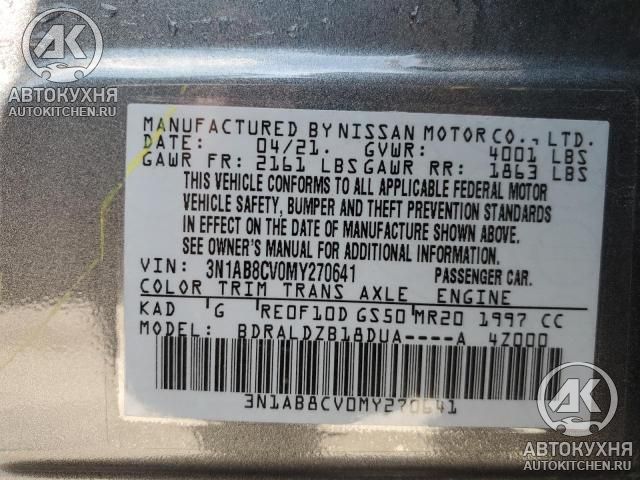 AK
АВТОКУХНЯ
AUTOKITCHEN.RU
MANUFACTURED BY NISSAN MOTOR CO., LTD.
DATE: 04/21. GVWR: 4001 LBS
GAWR FR: 2161 LBS GAWR RR: 1863 LBS
THIS VEHICLE CONFORMS TO ALL APPLICABLE FEDERAL MOTOR
VEHICLE SAFETY, BUMPER AND THEFT PREVENTION STANDARDS
IN EFFECT ON THE DATE OF MANUFACTURE SHOWN ABOVE.
SEE OWNER'S MANUAL FOR ADDITIONAL INFORMATION.
VIN: 3N1AB8CV0MY270641 PASSENGER CAR.
COLOR TRIM TRANS AXLE ENGINE
KAD G RE0F10D GS50 MR20 1997 CC
MODEL: BDRALDZB18DUA----A 4Z000
3N1AB8CV0MY270641
AK
АВТОКУХНЯ
AUTOKITCHEN.RU